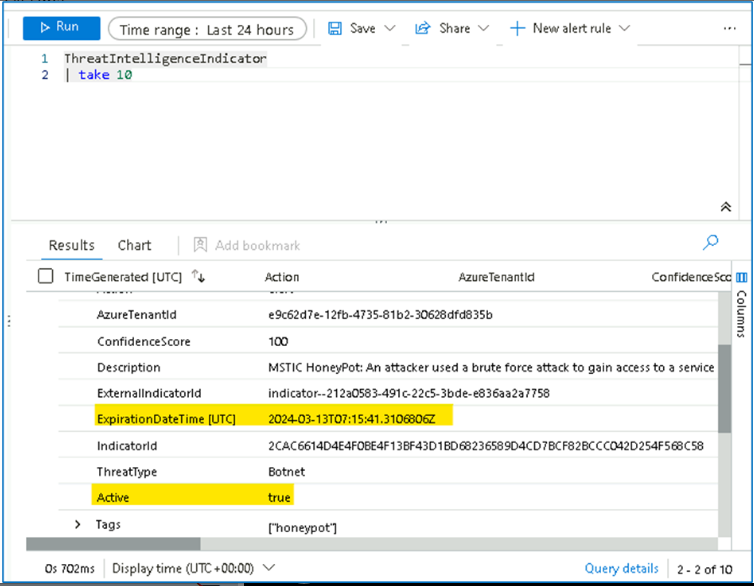 Run
Time range : Last 24 hours
Save
Share
New alert rule
...
1 ThreatIntelligenceIndicator
2 | take 10
Results
Chart
Add bookmark
TimeGenerated [UTC]
Action
AzureTenantId
ConfidenceSco
AzureTenantId e9c62d7e-12fb-4735-81b2-30628dfd835b
ConfidenceScore 100
Description MSTIC HoneyPot: An attacker used a brute force attack to gain access to a service
ExternalIndicatorId indicator--212a0583-491c-22c5-3bde-e836aa2a7758
ExpirationDateTime [UTC] 2024-03-13T07:15:41.3106806Z
IndicatorId 2CAC6614D4E4F0BE4F13BF43D1BD68236589D4CD7BCF82BCCC042D254F568C58
ThreatType Botnet
Active true
Tags ["honeypot"]
Columns
0s 702ms
Display time (UTC+00:00)
Query details
2 - 2 of 10